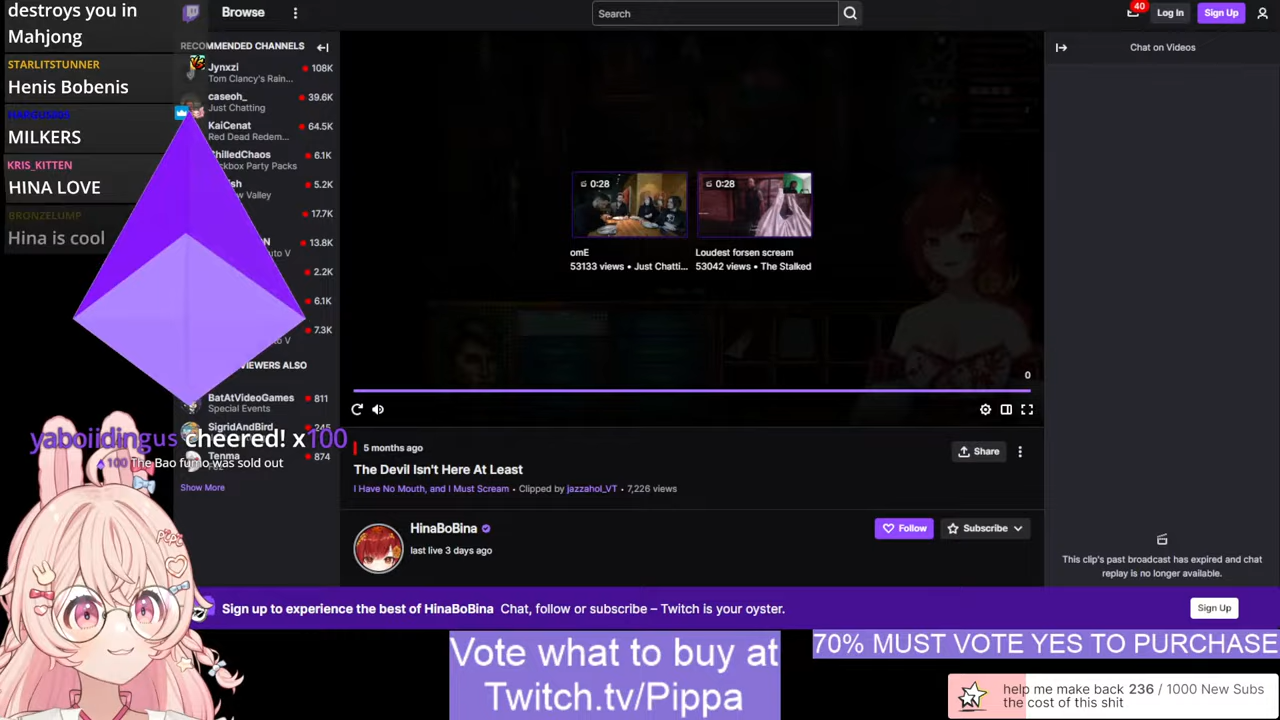 destroys you in
Mahjong
STARLITSTUNNER
Henis Bobenis
MILKERS
KRIS_KITTEN
HINA LOVE
BRONZELUMP
Hina is cool
Browse
Search
40
Log In
Sign Up
RECOMMENDED CHANNELS
Jynxzi
108K
Tom Clancy's Rain...
caseoh_
39.6K
Just Chatting
KaiCenat
64.5K
Red Dead Redem...
ChilledChaos
6.1K
Jackbox Party Packs
5.2K
Valley
17.7K
13.8K
2.2K
6.1K
7.3K
VIEWERS ALSO
BatAtVideoGames
811
Special Events
SigridAndBird
245
Tenma
874
Show More
yaboiidingus cheered! x100
100 The Bao fumo was sold out
0:28
0:28
omE
53133 views • Just Chatti...
Loudest forsen scream
53042 views • The Stalked
0
5 months ago
Share
The Devil Isn't Here At Least
I Have No Mouth, and I Must Scream • Clipped by jazzahol_VT • 7,226 views
HinaBoBina
last live 3 days ago
Follow
Subscribe
Chat on Videos
This clip's past broadcast has expired and chat
replay is no longer available.
Sign up to experience the best of HinaBoBina Chat, follow or subscribe – Twitch is your oyster.
Sign Up
Vote what to buy at
Twitch.tv/Pippa
70% MUST VOTE YES TO PURCHASE
help me make back 236 / 1000 New Subs
the cost of this shit